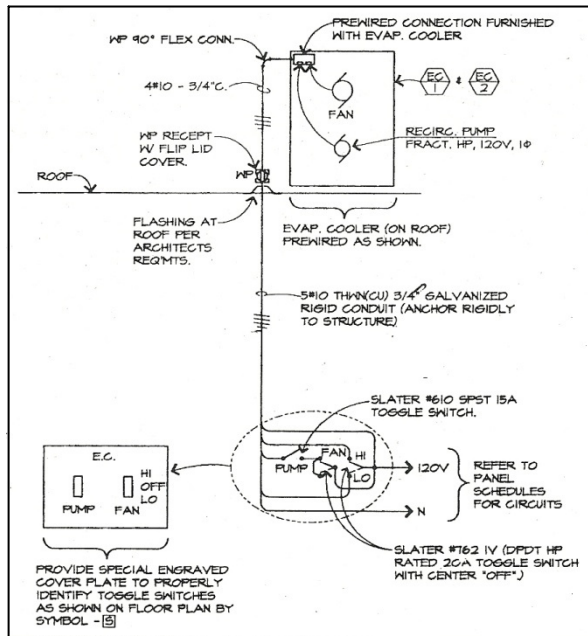 PREWIRED CONNECTION FURNISHED
WITH EVAP. COOLER
WP 90° FLEX CONN.
4#10 - 3/4"C.
EC
1
&
EC
2
FAN
WP RECEPT
W/ FLIP LID
COVER.
RECIRC. PUMP
FRACT. HP, 120V, 1Φ
WP
ROOF
FLASHING AT
ROOF PER
ARCHITECTS
REQ'MTS.
EVAP. COOLER (ON ROOF)
PREWIRED AS SHOWN.
5#10 THWN(CU) 3/4" GALVANIZED
RIGID CONDUIT (ANCHOR RIGIDLY
TO STRUCTURE)
SLATER #610 SPST 15A
TOGGLE SWITCH.
E.C.
HI
OFF
LO
PUMP
FAN
FAN
HI
PUMP
LO
120V
N
REFER TO
PANEL
SCHEDULES
FOR CIRCUITS
SLATER #762 IV (DPDT HP
RATED 20A TOGGLE SWITCH
WITH CENTER "OFF".)
PROVIDE SPECIAL ENGRAVED
COVER PLATE TO PROPERLY
IDENTIFY TOGGLE SWITCHES
AS SHOWN ON FLOOR PLAN BY
SYMBOL - S